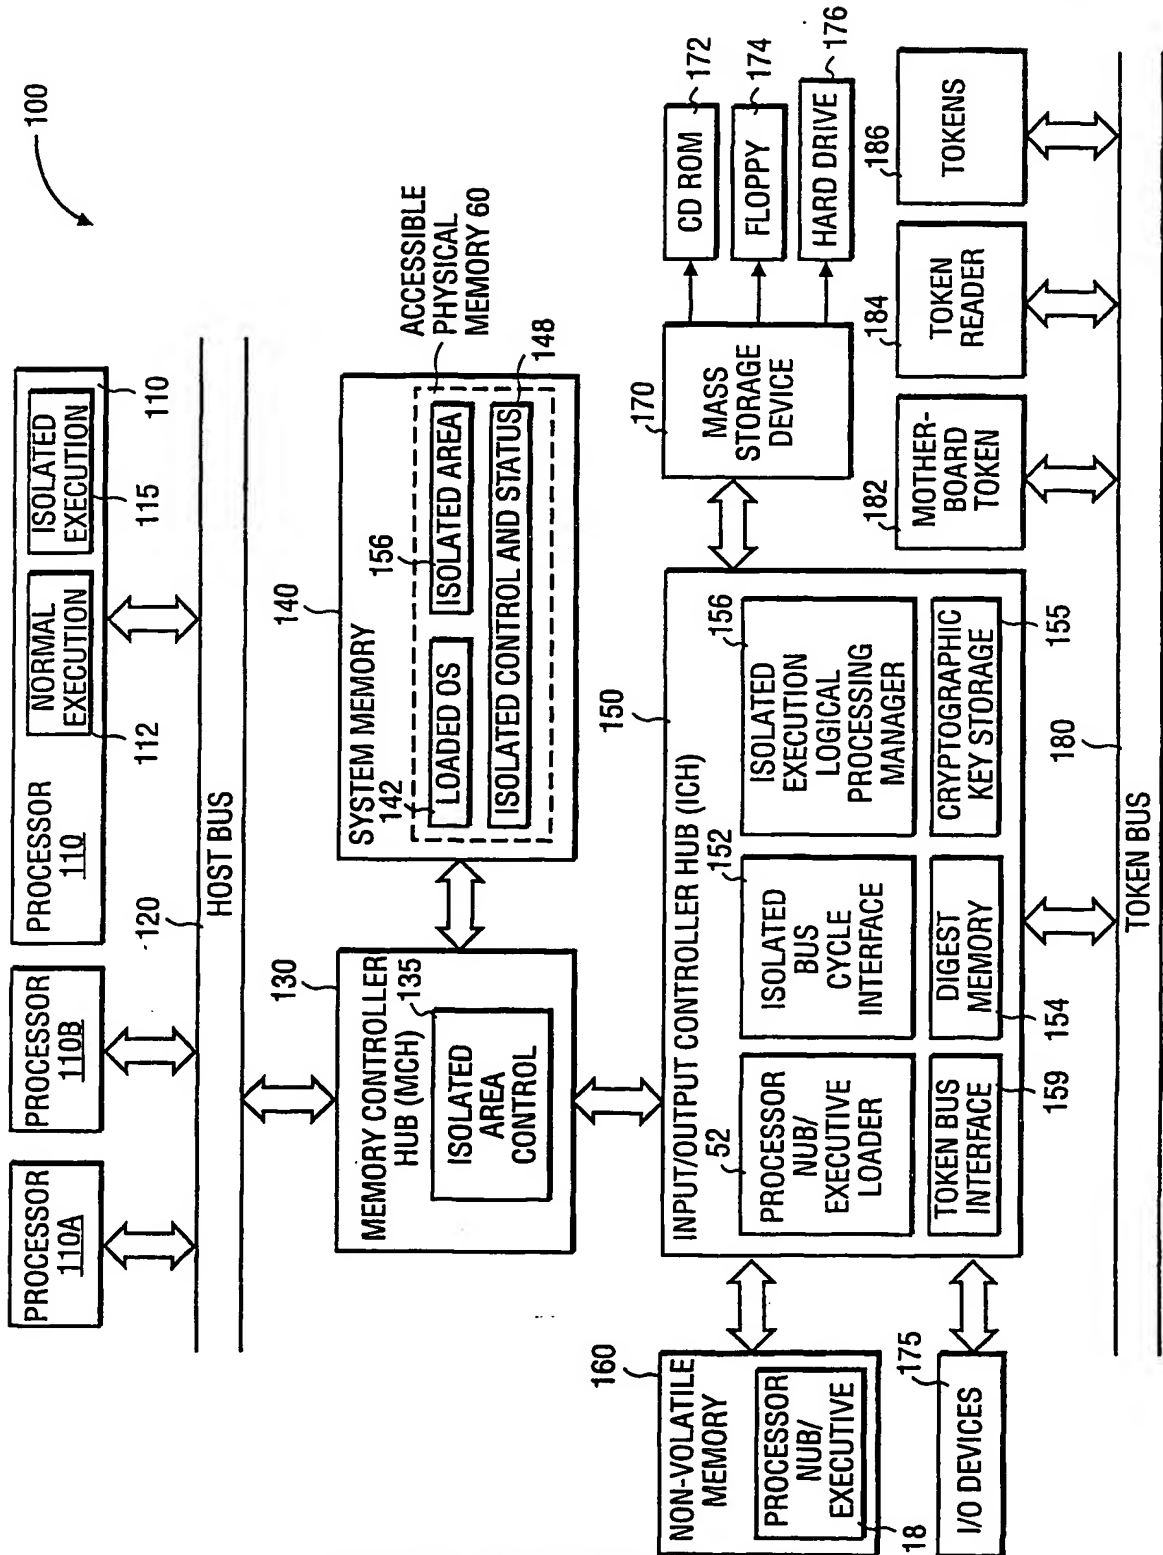 100
PROCESSOR
110A
PROCESSOR
110B
PROCESSOR
110
NORMAL
EXECUTION
112
ISOLATED
EXECUTION
115
110
120
HOST BUS
130
MEMORY CONTROLLER
HUB (MCH)
135
ISOLATED
AREA
CONTROL
140
SYSTEM MEMORY
142
LOADED OS
156
ISOLATED AREA
ISOLATED CONTROL AND STATUS
148
ACCESSIBLE
PHYSICAL
MEMORY 60
150
INPUT/OUTPUT CONTROLLER HUB (ICH)
52
PROCESSOR
NUB/
EXECUTIVE
LOADER
152
ISOLATED
BUS
CYCLE
INTERFACE
156
ISOLATED
EXECUTION
LOGICAL
PROCESSING
MANAGER
TOKEN BUS
INTERFACE
159
DIGEST
MEMORY
154
CRYPTOGRAPHIC
KEY STORAGE
155
160
NON-VOLATILE
MEMORY
PROCESSOR
NUB/
EXECUTIVE
18
175
I/O DEVICES
170
MASS
STORAGE
DEVICE
CD ROM
172
FLOPPY
174
HARD DRIVE
176
182
MOTHER-
BOARD
TOKEN
184
TOKEN
READER
186
TOKENS
180
TOKEN BUS